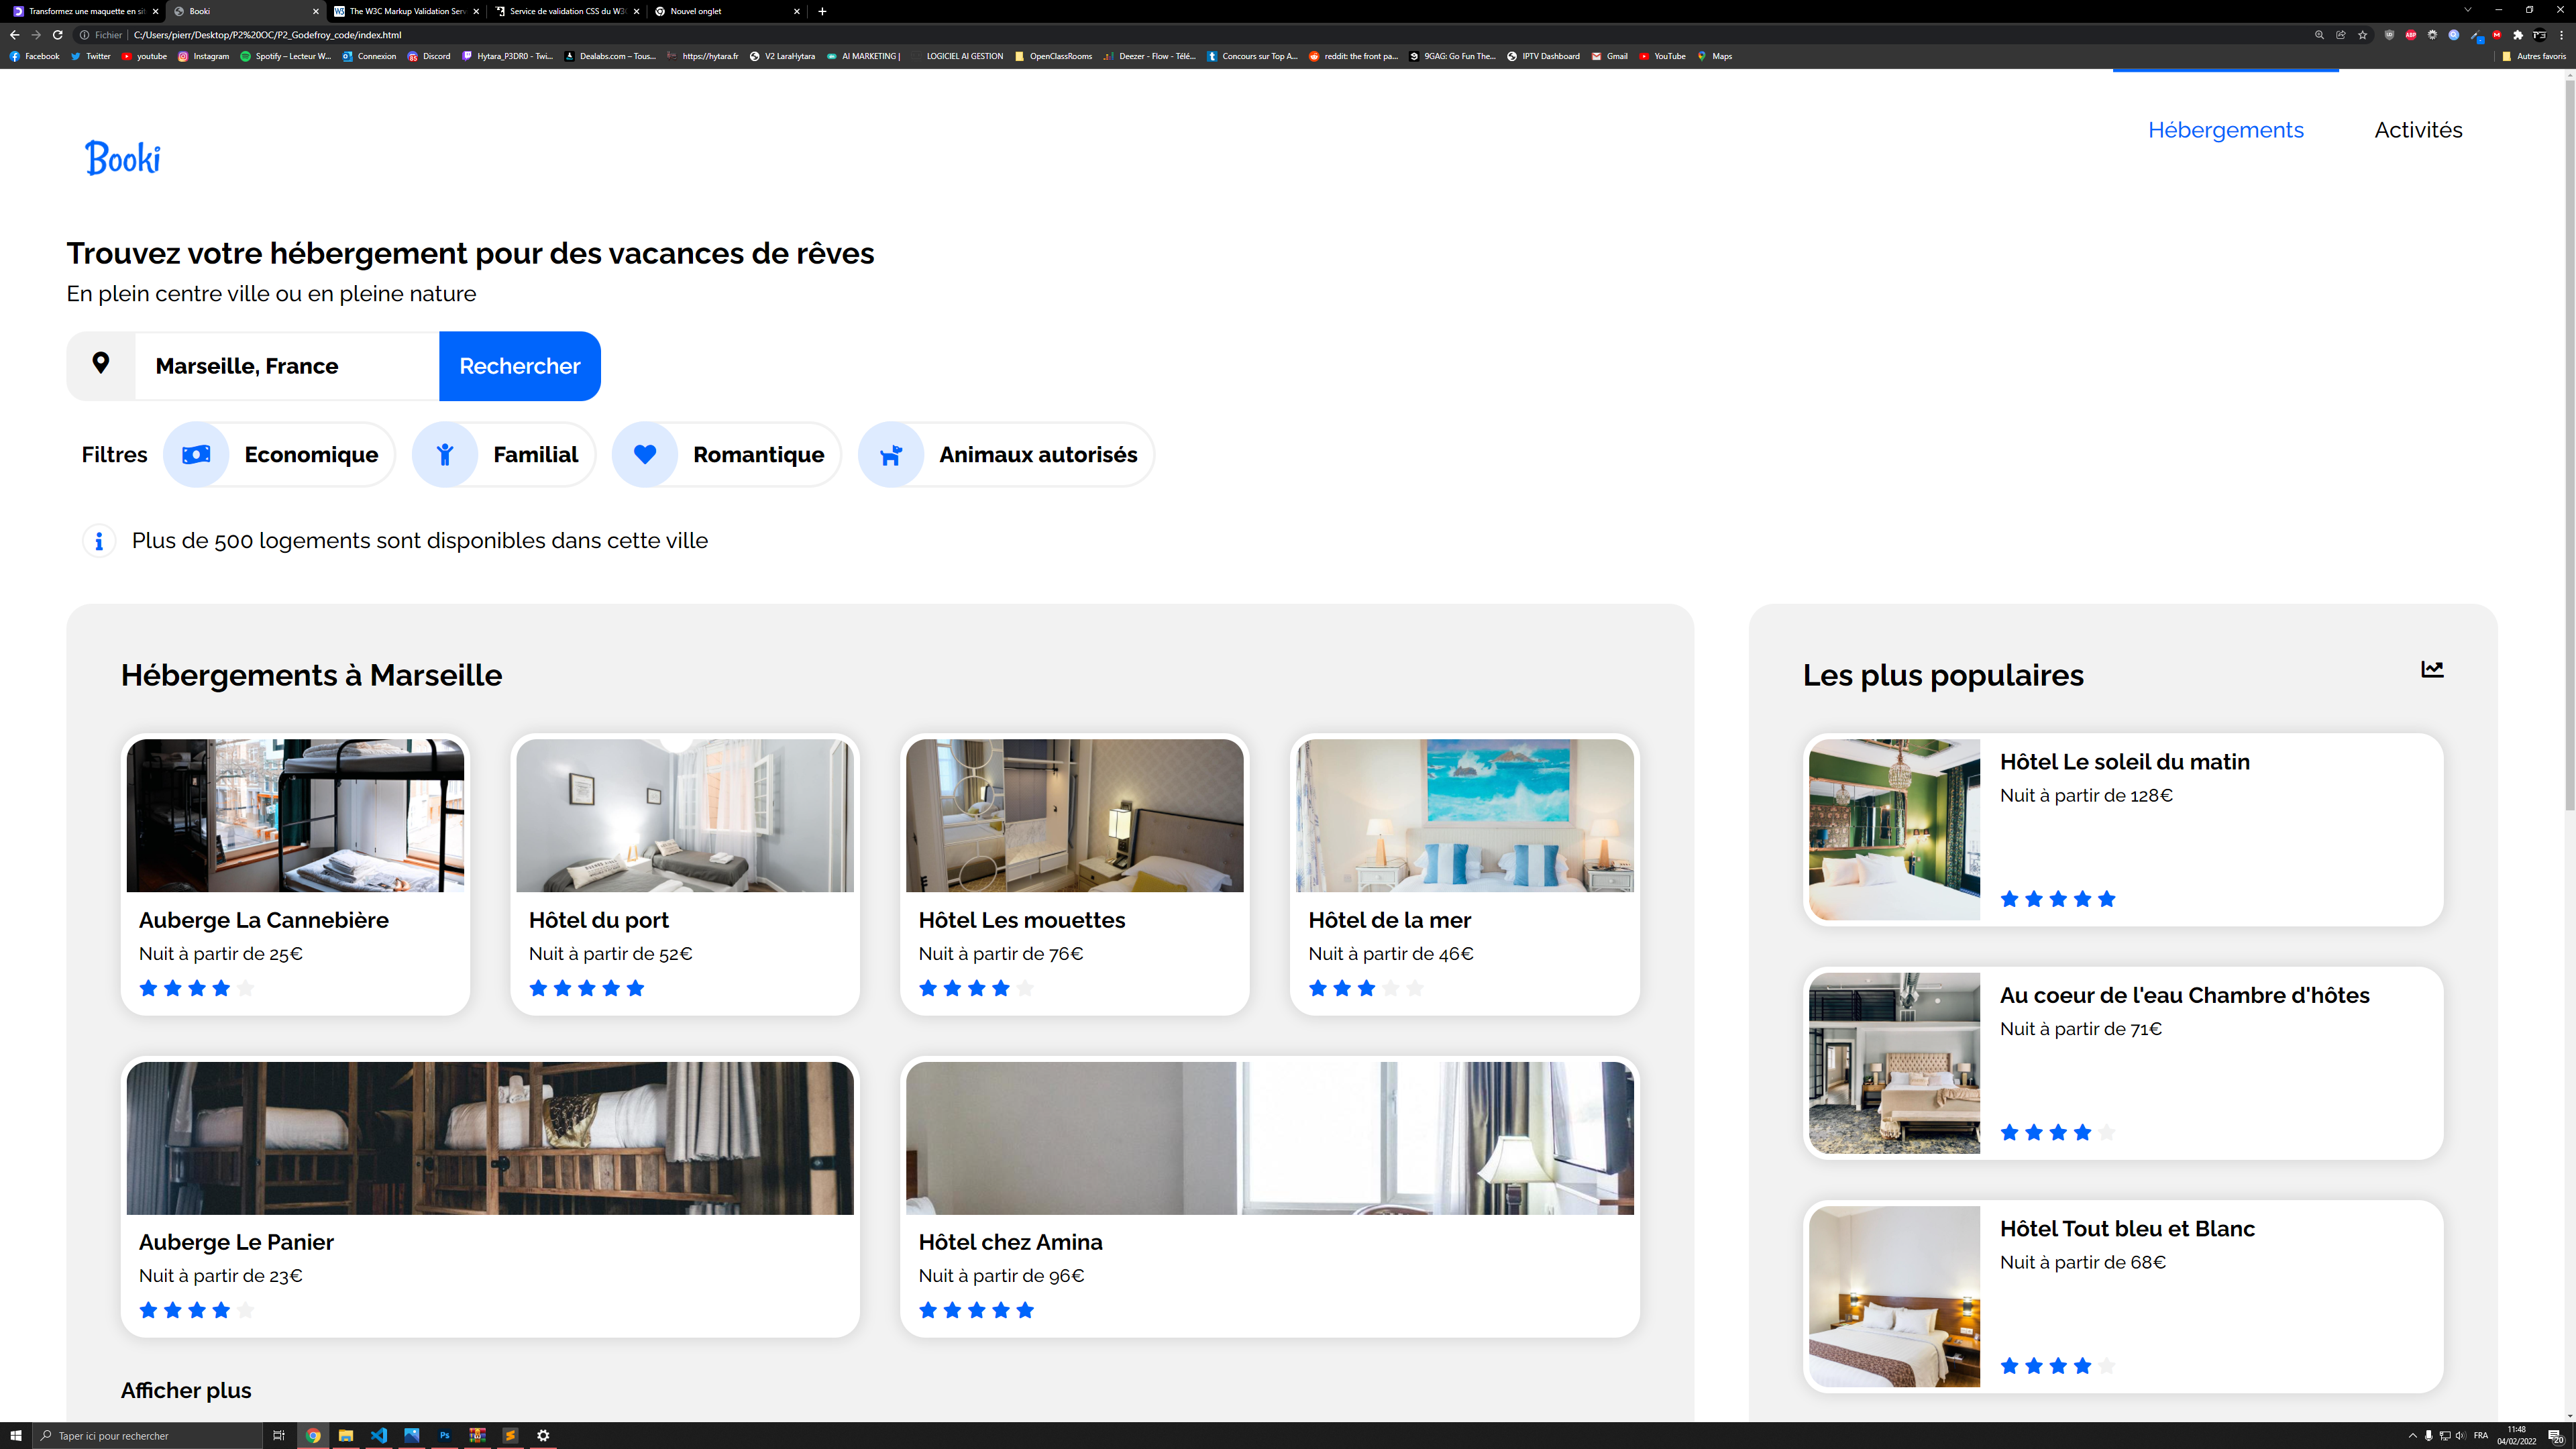 Transformez une maquette en sit
Booki
The W3C Markup Validation Serv
Service de validation CSS du W3C
Nouvel onglet
Fichier
C:/Users/pierr/Desktop/P2%20OC/P2_Godefroy_code/index.html
Facebook
Twitter
youtube
Instagram
Spotify – Lecteur W...
Connexion
Discord
Hytara_P3DR0 - Twi...
Dealabs.com – Tous...
https://hytara.fr
V2 LaraHytara
AI MARKETING |
LOGICIEL AI GESTION
OpenClassRooms
Deezer - Flow - Télé...
Concours sur Top A...
reddit: the front pa...
9GAG: Go Fun The...
IPTV Dashboard
Gmail
YouTube
Maps
Autres favoris
Booki
Hébergements
Activités
Trouvez votre hébergement pour des vacances de rêves
En plein centre ville ou en pleine nature
Marseille, France
Rechercher
Filtres
Economique
Familial
Romantique
Animaux autorisés
Plus de 500 logements sont disponibles dans cette ville
Hébergements à Marseille
Auberge La Cannebière
Nuit à partir de 25€
Hôtel du port
Nuit à partir de 52€
Hôtel Les mouettes
Nuit à partir de 76€
Hôtel de la mer
Nuit à partir de 46€
Auberge Le Panier
Nuit à partir de 23€
Hôtel chez Amina
Nuit à partir de 96€
Afficher plus
Les plus populaires
Hôtel Le soleil du matin
Nuit à partir de 128€
Au coeur de l'eau Chambre d'hôtes
Nuit à partir de 71€
Hôtel Tout bleu et Blanc
Nuit à partir de 68€
Taper ici pour rechercher
FRA
11:48
04/02/2022
20